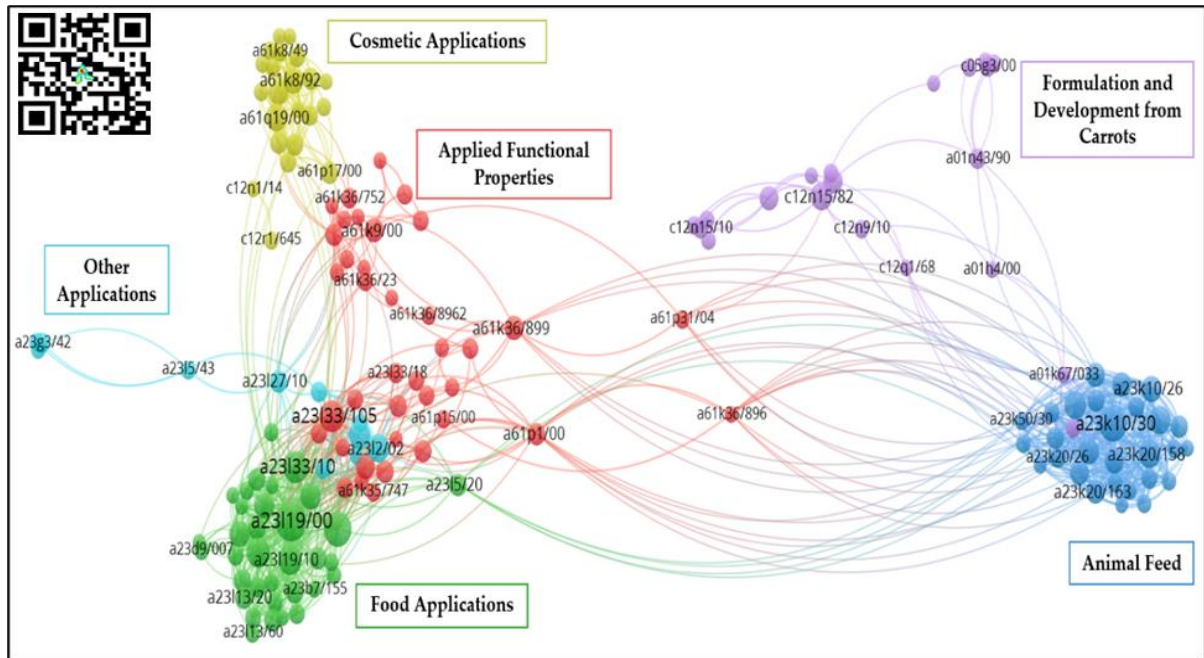 Cosmetic Applications
a61k8/49
a61k8/92
a61q19/00
a61p17/00
c12n1/14
c12r1/645
Applied Functional
Properties
a61k36/752
a61k9/00
a61k36/23
a61k36/8962
a61k36/899
a61p31/04
a61k36/896
a23l33/18
a23l33/105
a61p15/00
a61p1/00
a61k35/747
Formulation and
Development from
Carrots
c05g3/00
a01n43/90
c12n15/82
c12n15/10
c12n9/10
c12q1/68
a01h4/00
a01k67/033
Other
Applications
a23g3/42
a23l5/43
a23l27/10
a23l2/02
a23l33/10
a23l5/20
a23l19/00
a23d9/007
a23l19/10
a23b7/155
a23l13/20
a23l13/60
Food Applications
a23k10/26
a23k50/30
a23k10/30
a23k20/26
a23k20/158
a23k20/163
Animal Feed